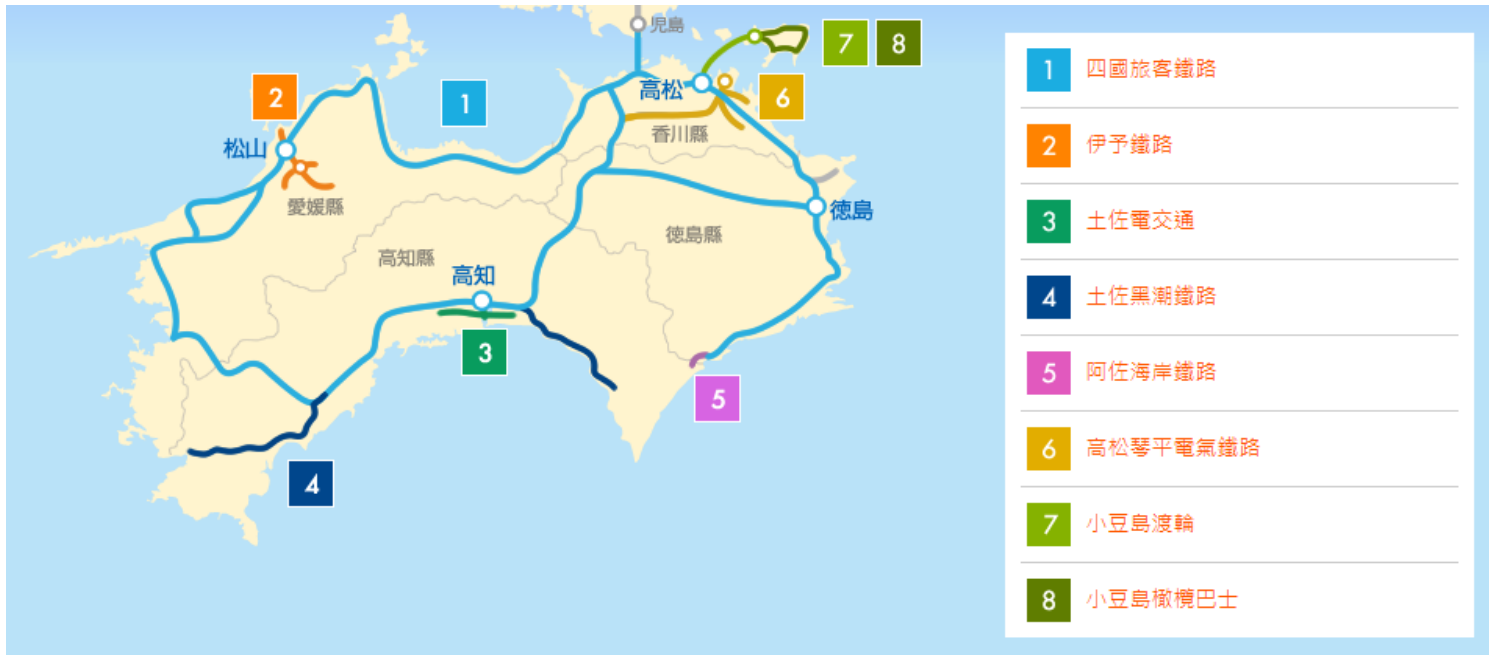 児島
7
8
2
高松
6
1
香川縣
松山
愛媛縣
徳島
徳島縣
高知縣
高知
3
5
4
1 四國旅客鐵路
2 伊予鐵路
3 土佐電交通
4 土佐黑潮鐵路
5 阿佐海岸鐵路
6 高松琴平電氣鐵路
7 小豆島渡輪
8 小豆島橄欖巴士